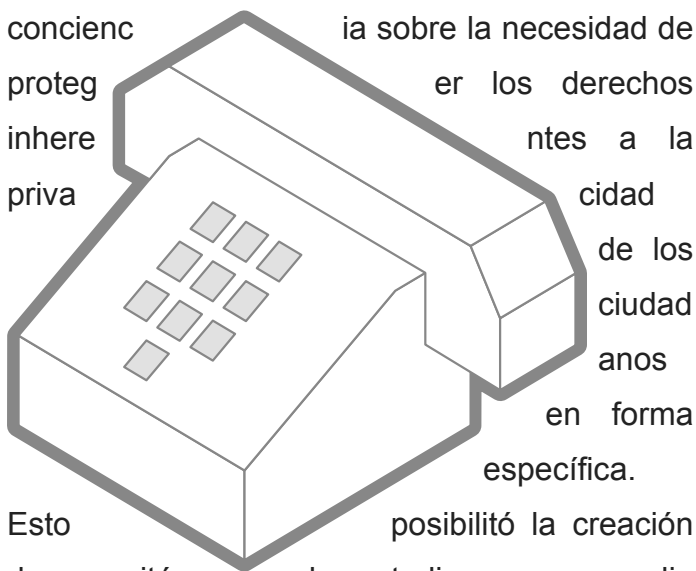 concienc ia sobre la necesidad de
proteg er los derechos
inhere ntes a la
priva cidad
de los
ciudad
anos
en forma
específica.
Esto posibilitó la creación